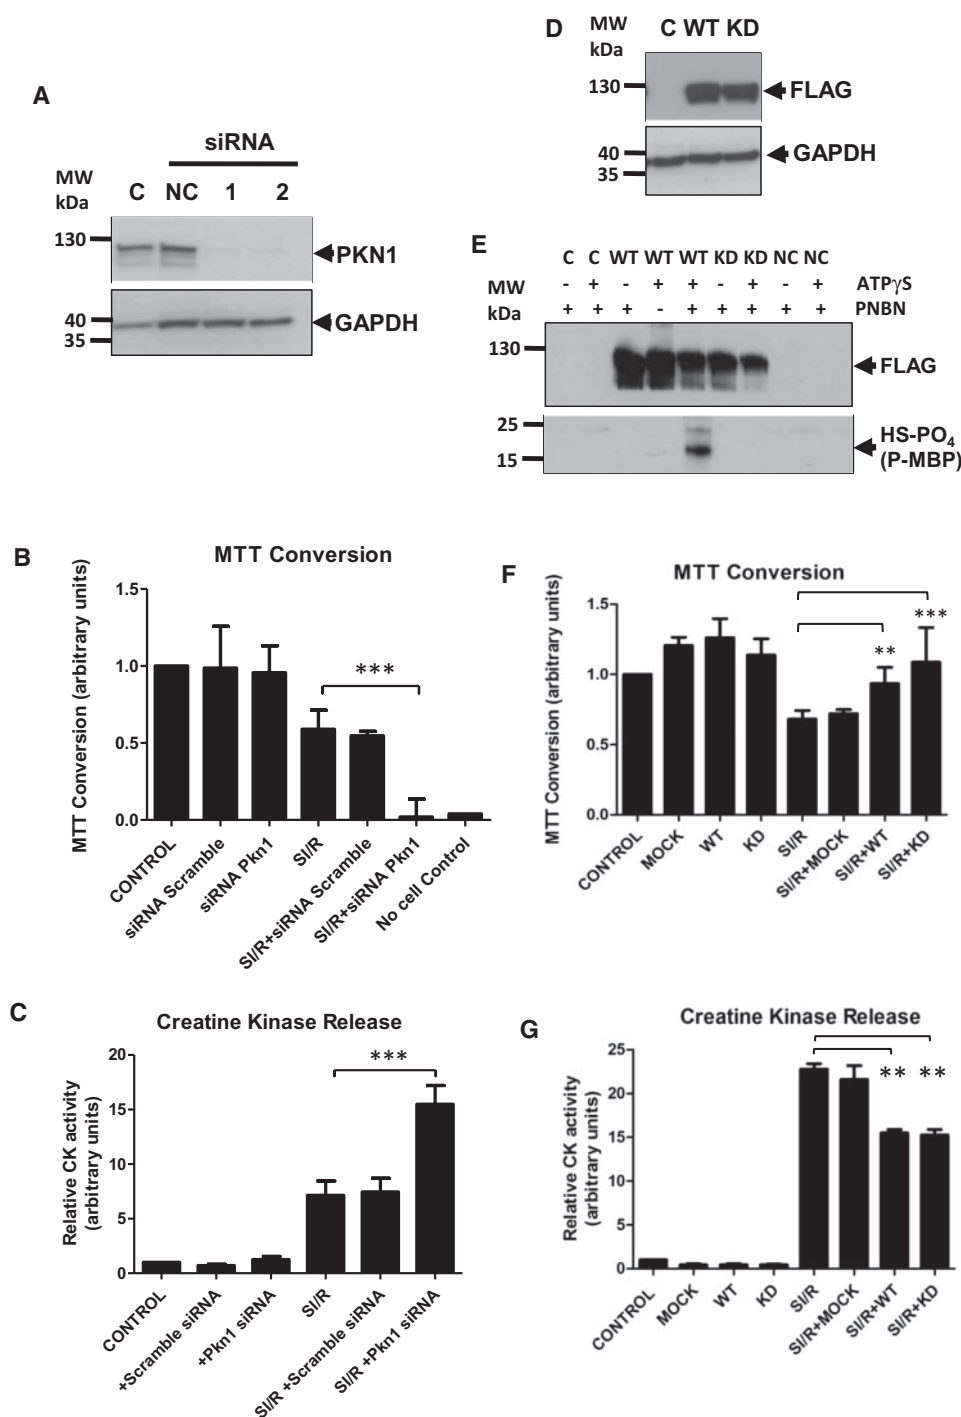 A
siRNA
MW
kDa
C NC 1 2
130
PKN1
40
35
GAPDH
B
MTT Conversion
MTT Conversion (arbitrary units)
1.5
1.0
0.5
0.0
***
CONTROL
siRNA Scramble
siRNA Pkn1
SI/R
SI/R+siRNA Scramble
SI/R+siRNA Pkn1
No cell Control
C
Creatine Kinase Release
Relative CK activity
(arbitrary units)
20
15
10
5
0
***
CONTROL
+Scramble siRNA
+Pkn1 siRNA
SI/R
SI/R +Scramble siRNA
SI/R +Pkn1 siRNA
D
MW
kDa
C WT KD
130
FLAG
40
35
GAPDH
E
C C WT WT WT KD KD NC NC
- + - + + - + - + ATPγS
MW
kDa
+ + + - + + + + + PNBN
130
FLAG
25
15
HS-PO4
(P-MBP)
F
MTT Conversion
MTT Conversion (arbitrary units)
1.5
1.0
0.5
0.0
**
***
CONTROL
MOCK
WT
KD
SI/R
SI/R+MOCK
SI/R+WT
SI/R+KD
G
Creatine Kinase Release
Relative CK activity
(arbitrary units)
25
20
15
10
5
0
** **
CONTROL
MOCK
WT
KD
SI/R
SI/R+MOCK
SI/R+WT
SI/R+KD